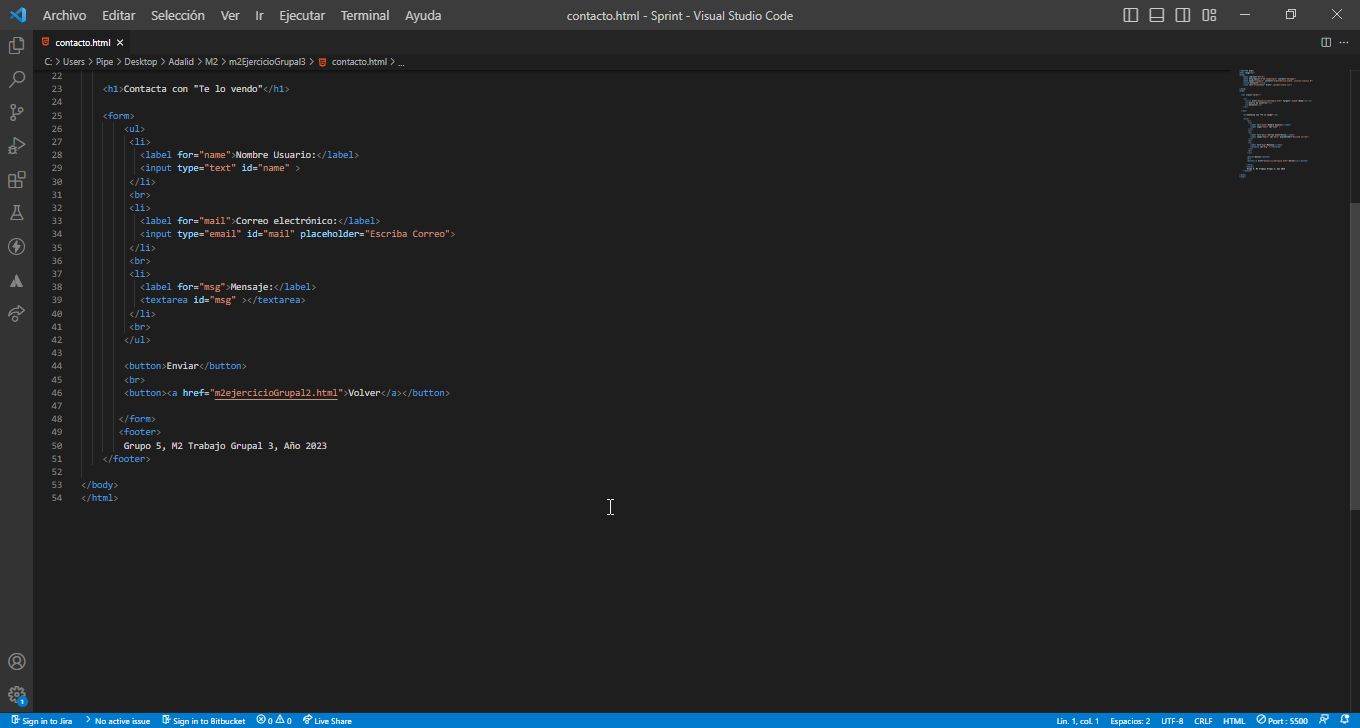 Archivo Editar Selección Ver Ir Ejecutar Terminal Ayuda contacto.html - Sprint - Visual Studio Code
contacto.html
C: > Users > Pipe > Desktop > Adalid > M2 > m2EjercicioGrupal3 > contacto.html > ...
22
23 <h1>Contacta con "Te lo vendo"</h1>
24
25 <form>
26 <ul>
27 <li>
28 <label for="name">Nombre Usuario:</label>
29 <input type="text" id="name" >
30 </li>
31 <br>
32 <li>
33 <label for="mail">Correo electrónico:</label>
34 <input type="email" id="mail" placeholder="Escriba Correo">
35 </li>
36 <br>
37 <li>
38 <label for="msg">Mensaje:</label>
39 <textarea id="msg" ></textarea>
40 </li>
41 <br>
42 </ul>
43
44 <button>Enviar</button>
45 <br>
46 <button><a href="m2ejercicioGrupal2.html">Volver</a></button>
47
48 </form>
49 <footer>
50 Grupo 5, M2 Trabajo Grupal 3, Año 2023
51 </footer>
52
53 </body>
54 </html>
1
Sign in to Jira No active issue Sign in to Bitbucket 0 0 Live Share Lín. 1, col. 1 Espacios: 2 UTF-8 CRLF HTML Port : 5500